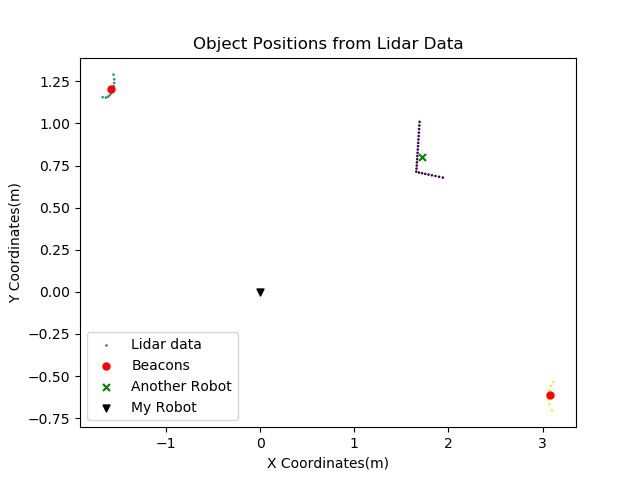 Object Positions from Lidar Data
Y Coordinates(m)
1.25
1.00
0.75
0.50
0.25
0.00
−0.25
−0.50
−0.75
Lidar data
Beacons
Another Robot
My Robot
−1
0
1
2
3
X Coordinates(m)